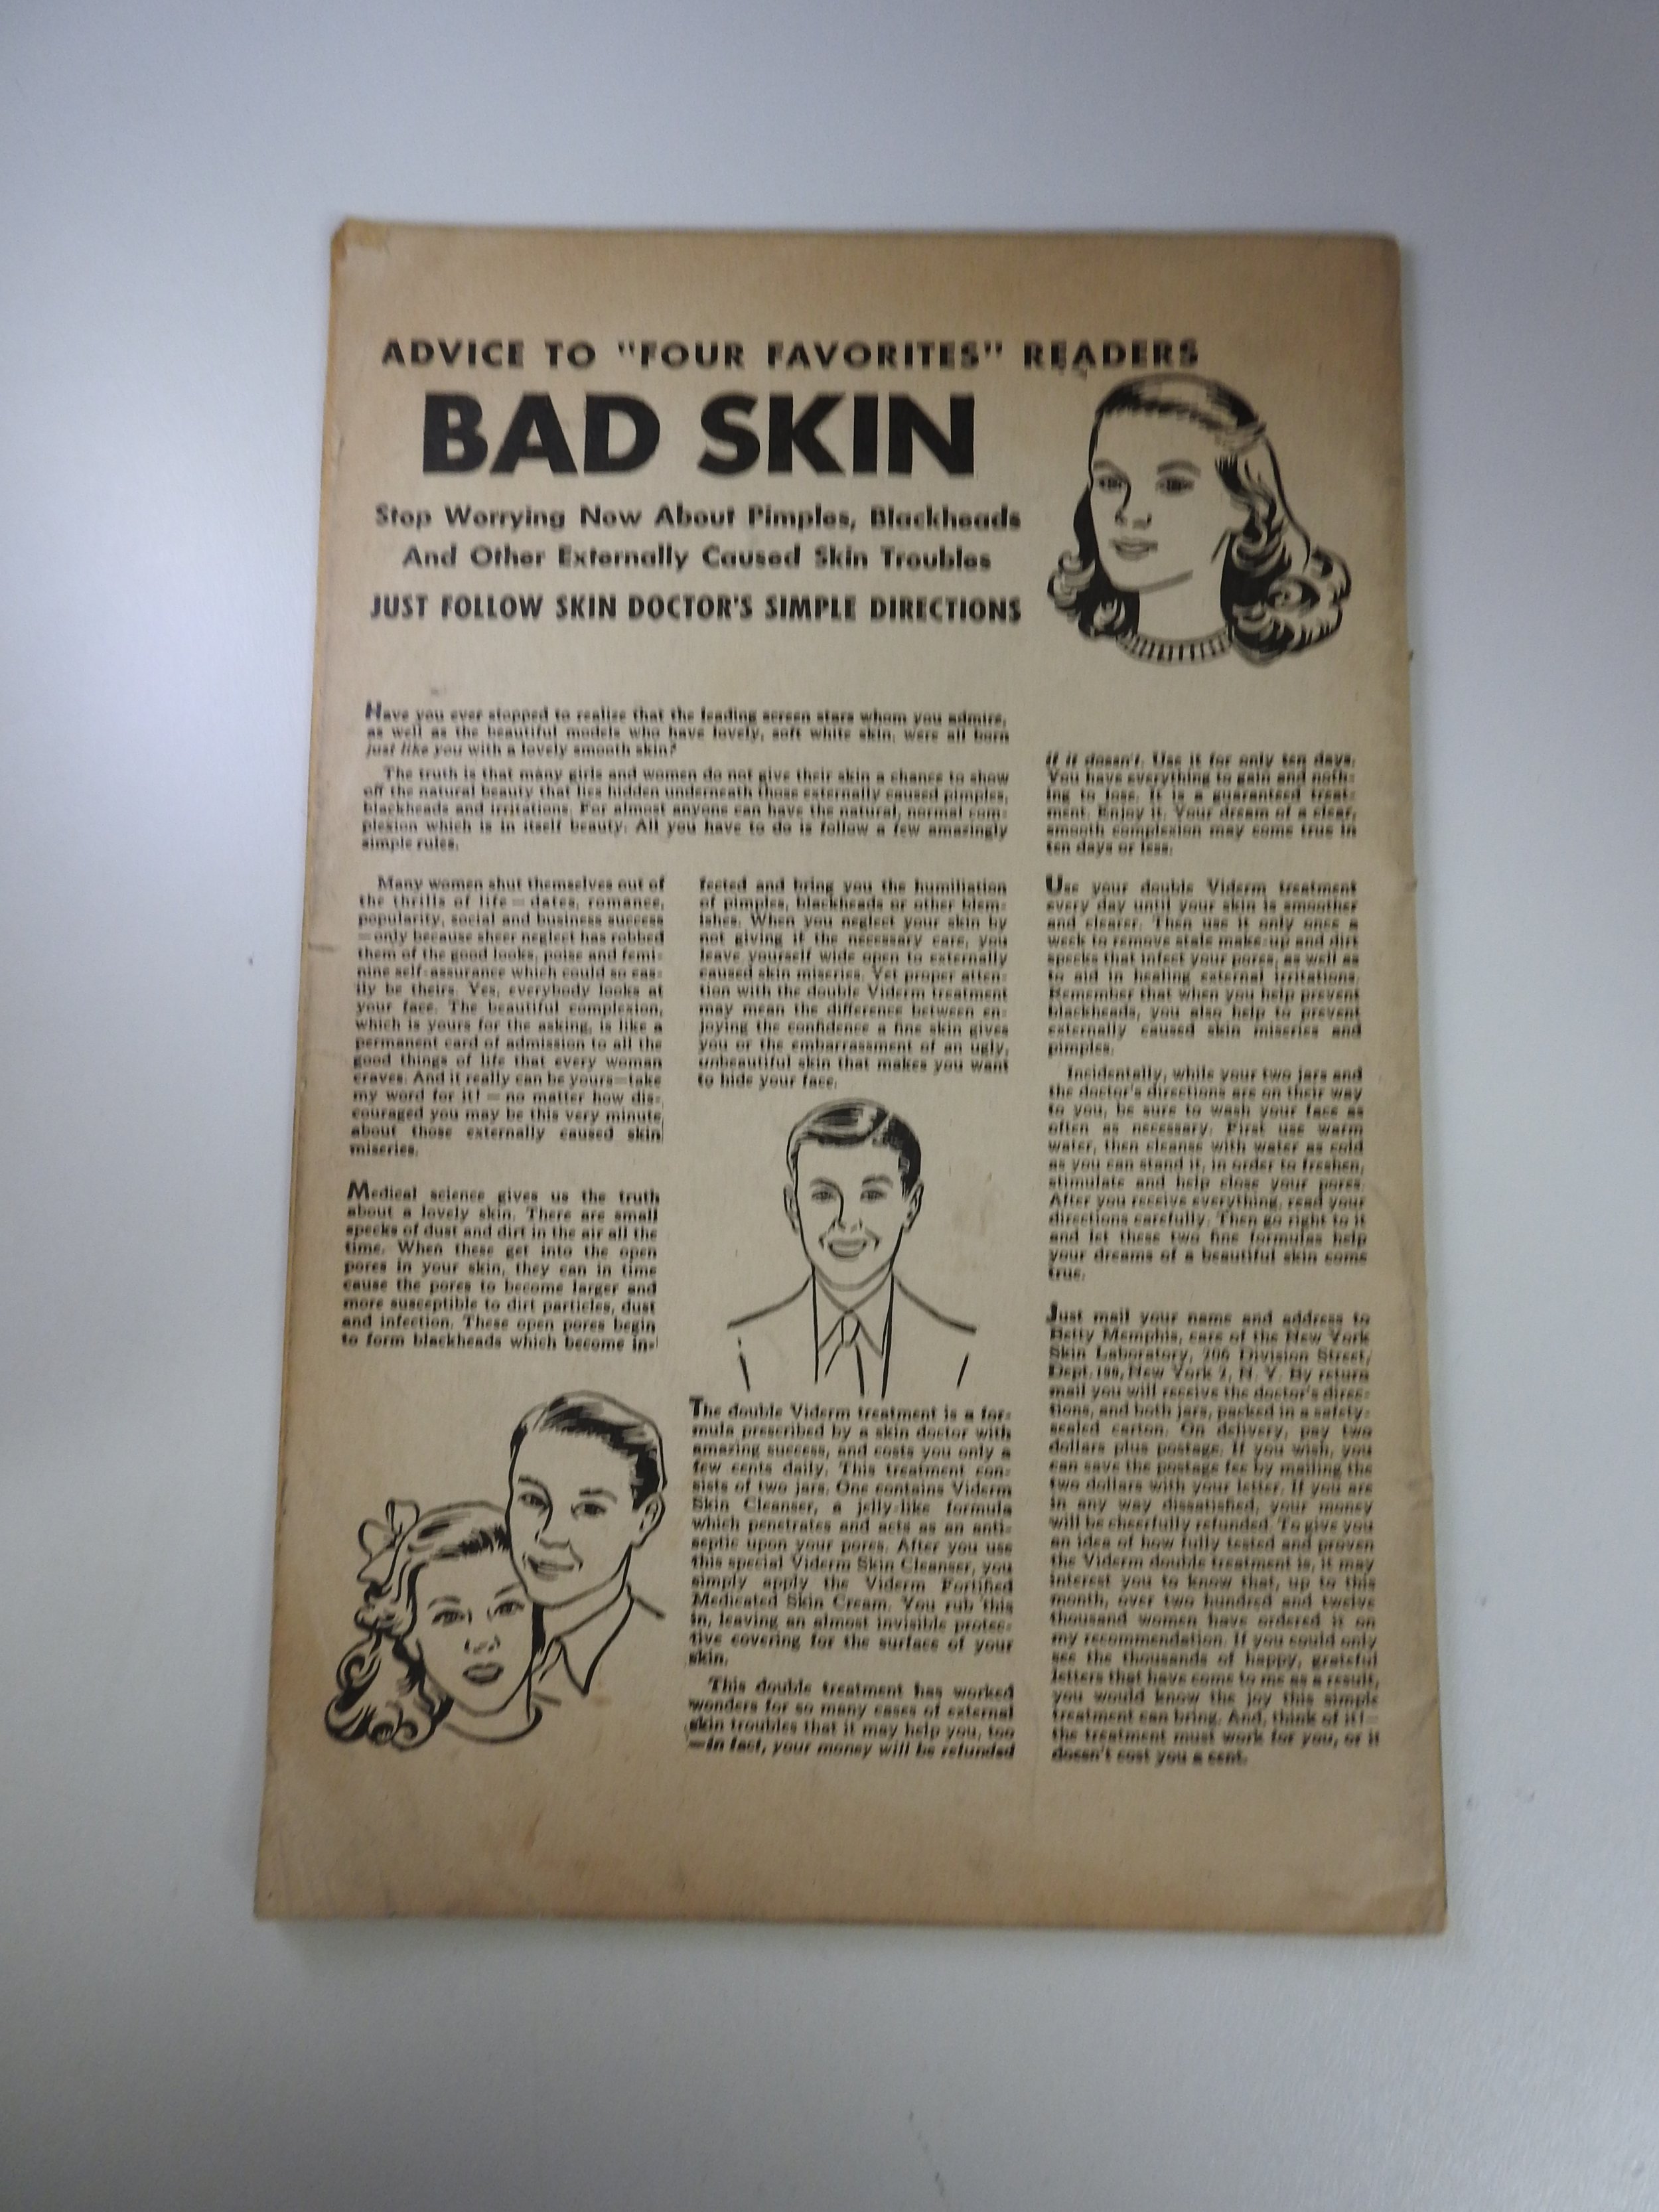 ADVICE TO "FOUR FAVORITES" READERS
BAD SKIN
Stop Worrying Now About Pimples, Blackheads
And Other Externally Caused Skin Troubles
JUST FOLLOW SKIN DOCTOR'S SIMPLE DIRECTIONS
Have you ever stopped to realize that the leading screen stars whom you admire,
as well as the beautiful models who have lovely, soft white skin, were all born
just like you with a lovely smooth skin?
The truth is that many girls and women do not give their skin a chance to show
off the natural beauty that lies hidden underneath those externally caused pimples,
blackheads and irritations. For almost anyone can have the natural, normal com-
plexion which is in itself beauty. All you have to do is follow a few amazingly
simple rules.
Many women shut themselves out of
the thrills of life—dates, romance,
popularity, social and business success
—only because sheer neglect has robbed
them of the good looks, poise and femi-
nine self-assurance which could so eas-
ily be theirs. Yes, everybody looks at
your face. The beautiful complexion,
which is yours for the asking, is like a
permanent card of admission to all the
good things of life that every woman
craves. And it really can be yours—take
my word for it!—no matter how dis-
couraged you may be this very minute
about those externally caused skin
miseries.
Medical science gives us the truth
about a lovely skin. There are small
specks of dust and dirt in the air all the
time. When these get into the open
pores in your skin, they can in time
cause the pores to become larger and
more susceptible to dirt particles, dust
and infection. These open pores begin
to form blackheads which become in-
fected and bring you the humiliation
of pimples, blackheads or other blem-
ishes. When you neglect your skin by
not giving it the necessary care, you
leave yourself wide open to externally
caused skin miseries. Yet proper atten-
tion with the double Viderm treatment
may mean the difference between en-
joying the confidence a fine skin gives
you or the embarrassment of an ugly,
unbeautiful skin that makes you want
to hide your face.
The double Viderm treatment is a for-
mula prescribed by a skin doctor with
amazing success, and costs you only a
few cents daily. This treatment con-
sists of two jars. One contains Viderm
Skin Cleanser, a jelly-like formula
which penetrates and acts as an anti-
septic upon your pores. After you use
this special Viderm Skin Cleanser, you
simply apply the Viderm Fortified
Medicated Skin Cream. You rub this
in, leaving an almost invisible protec-
tive covering for the surface of your
skin.
This double treatment has worked
wonders for so many cases of external
skin troubles that it may help you, too
—in fact, your money will be refunded
if it doesn't. Use it for only ten days.
You have everything to gain and noth-
ing to lose. It is a guaranteed treat-
ment. Enjoy it. Your dream of a clear,
smooth complexion may come true in
ten days or less.
Use your double Viderm treatment
every day until your skin is smoother
and clearer. Then use it only once a
week to remove stale make-up and dirt
specks that infect your pores, as well as
to aid in healing external irritations.
Remember that when you help prevent
blackheads, you also help to prevent
externally caused skin miseries and
pimples.
Incidentally, while your two jars and
the doctor's directions are on their way
to you, be sure to wash your face as
often as necessary. First use warm
water, then cleanse with water as cold
as you can stand it, in order to freshen,
stimulate and help close your pores.
After you receive everything, read your
directions carefully. Then go right to it
and let these two fine formulas help
your dreams of a beautiful skin come
true.
Just mail your name and address to
Betty Memphis, care of the New York
Skin Laboratory, 206 Division Street,
Dept. New York 2, N. Y. By return
mail you will receive the doctor's direc-
tions, and both jars, packed in a safety-
sealed carton. On delivery, pay two
dollars plus postage. If you wish, you
can save the postage fee by mailing the
two dollars with your letter. If you are
in any way dissatisfied, your money
will be cheerfully refunded. To give you
an idea of how fully tested and proven
the Viderm double treatment is, it may
interest you to know that, up to this
month, over two hundred and twelve
thousand women have ordered it on
my recommendation. If you could only
see the thousands of happy, grateful
letters that have come to me as a result,
you would know the joy this simple
treatment can bring. And, think of it!—
the treatment must work for you, or it
doesn't cost you a cent.